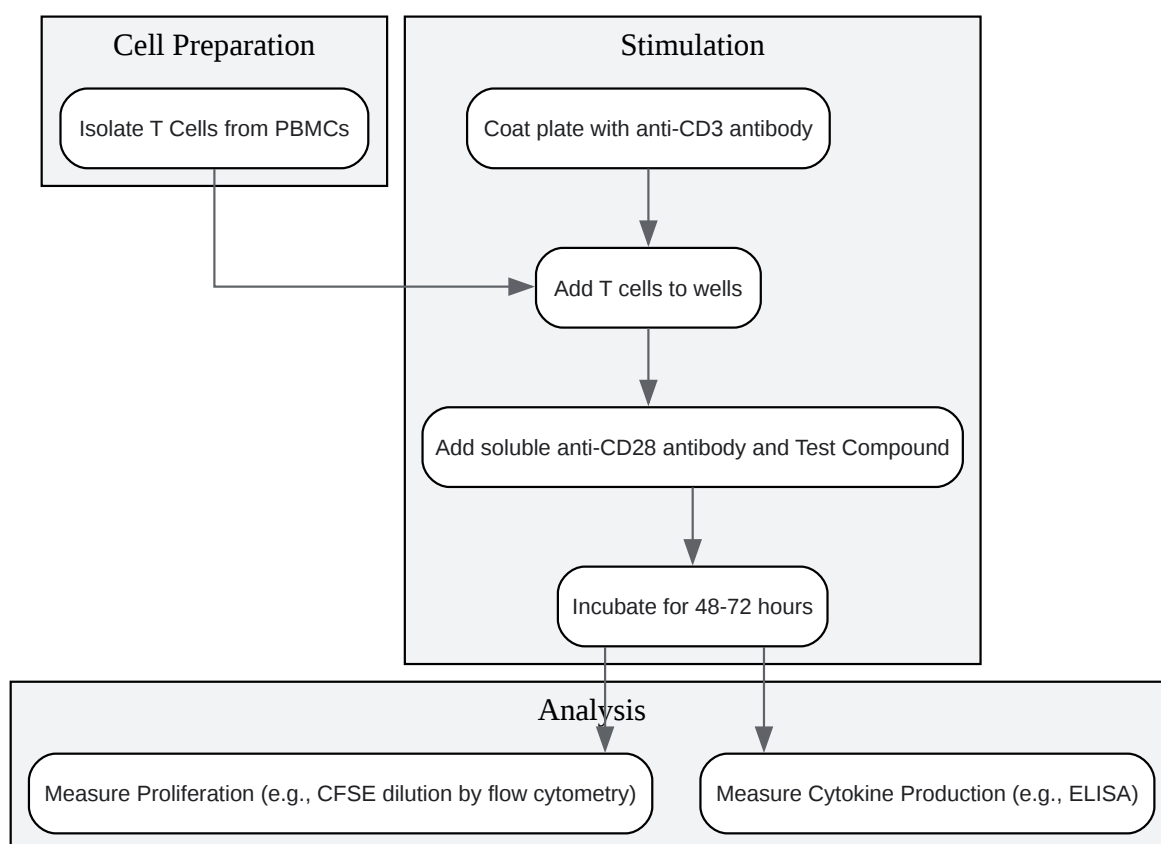 Cell Preparation
Isolate T Cells from PBMCs
Stimulation
Coat plate with anti-CD3 antibody
Add T cells to wells
Add soluble anti-CD28 antibody and Test Compound
Incubate for 48-72 hours
Analysis
Measure Proliferation (e.g., CFSE dilution by flow cytometry)
Measure Cytokine Production (e.g., ELISA)